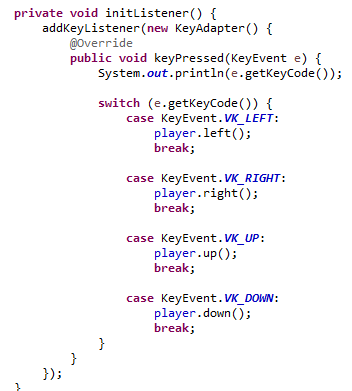 private void initListener() {
addKeyListener(new KeyAdapter() {
@Override
public void keyPressed(KeyEvent e) {
System.out.println(e.getKeyCode());
switch (e.getKeyCode()) {
case KeyEvent.VK_LEFT:
player.left();
break;
case KeyEvent.VK_RIGHT:
player.right();
break;
case KeyEvent.VK_UP:
player.up();
break;
case KeyEvent.VK_DOWN:
player.down();
break;
}
}
});
}